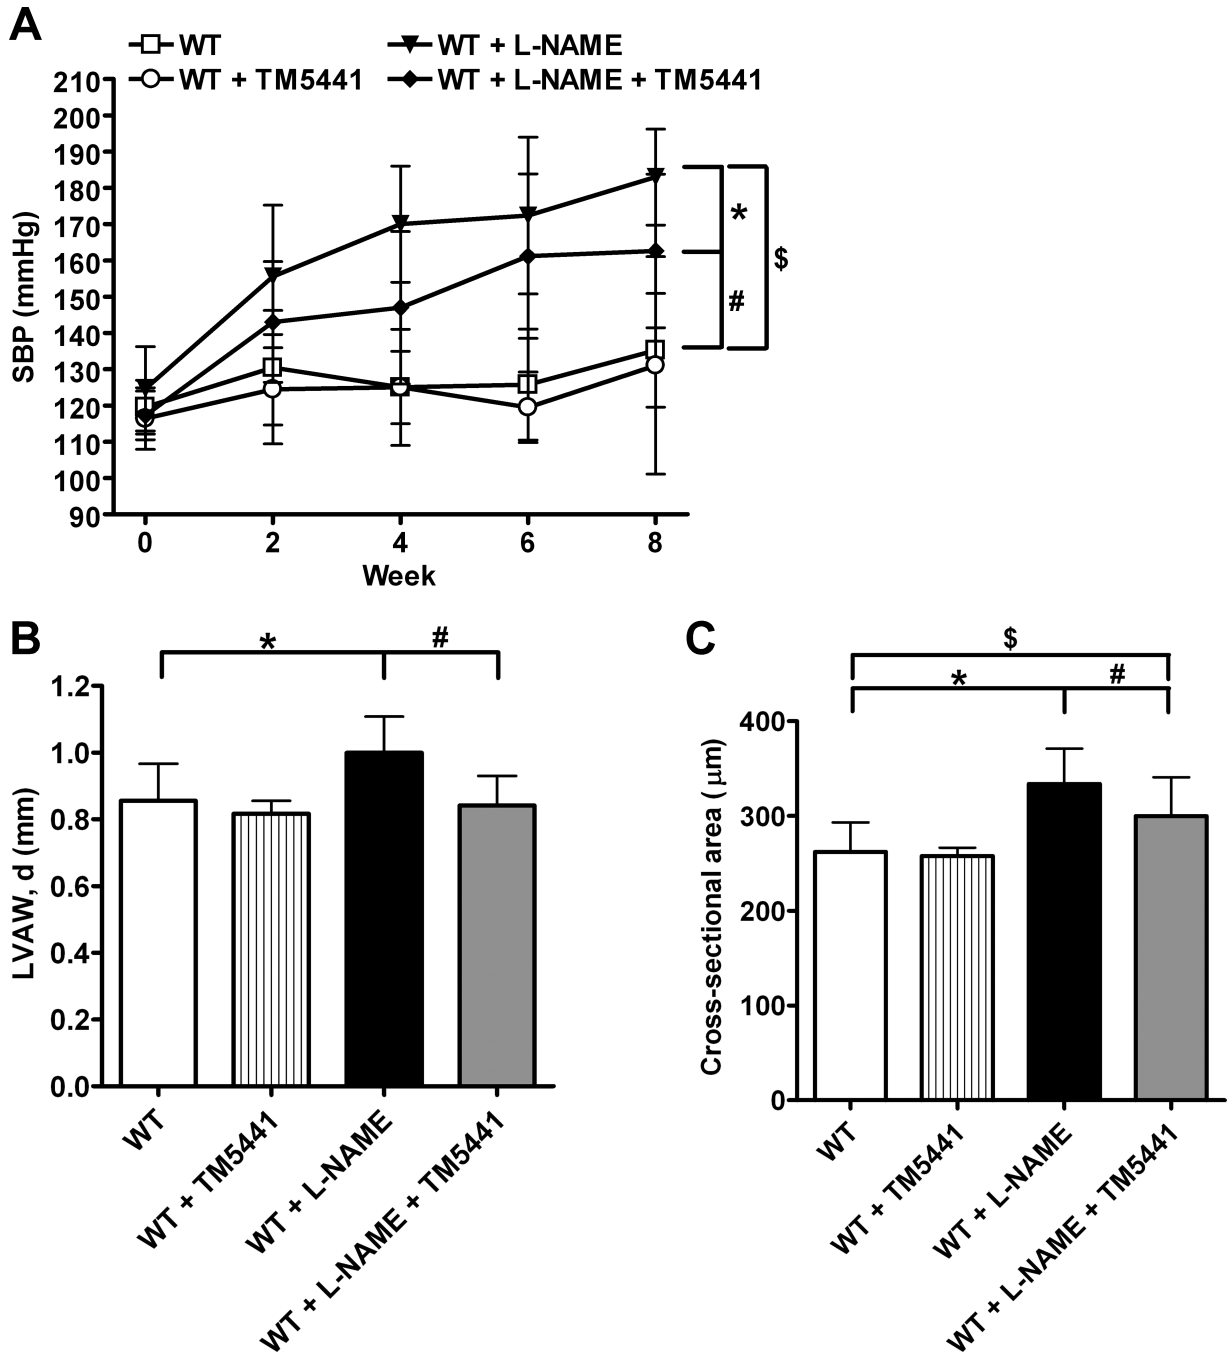 A
WT
WT + L-NAME
WT + TM5441
WT + L-NAME + TM5441
210
200
190
180
170
160
150
140
130
120
110
100
90
SBP (mmHg)
*
#
$
0 2 4 6 8
Week
B
* #
1.2
1.0
0.8
0.6
0.4
0.2
0.0
LVAW, d (mm)
WT
WT + TM5441
WT + L-NAME
WT + L-NAME + TM5441
C
$
* #
400
300
200
100
0
Cross-sectional area (μm)
WT
WT + TM5441
WT + L-NAME
WT + L-NAME + TM5441